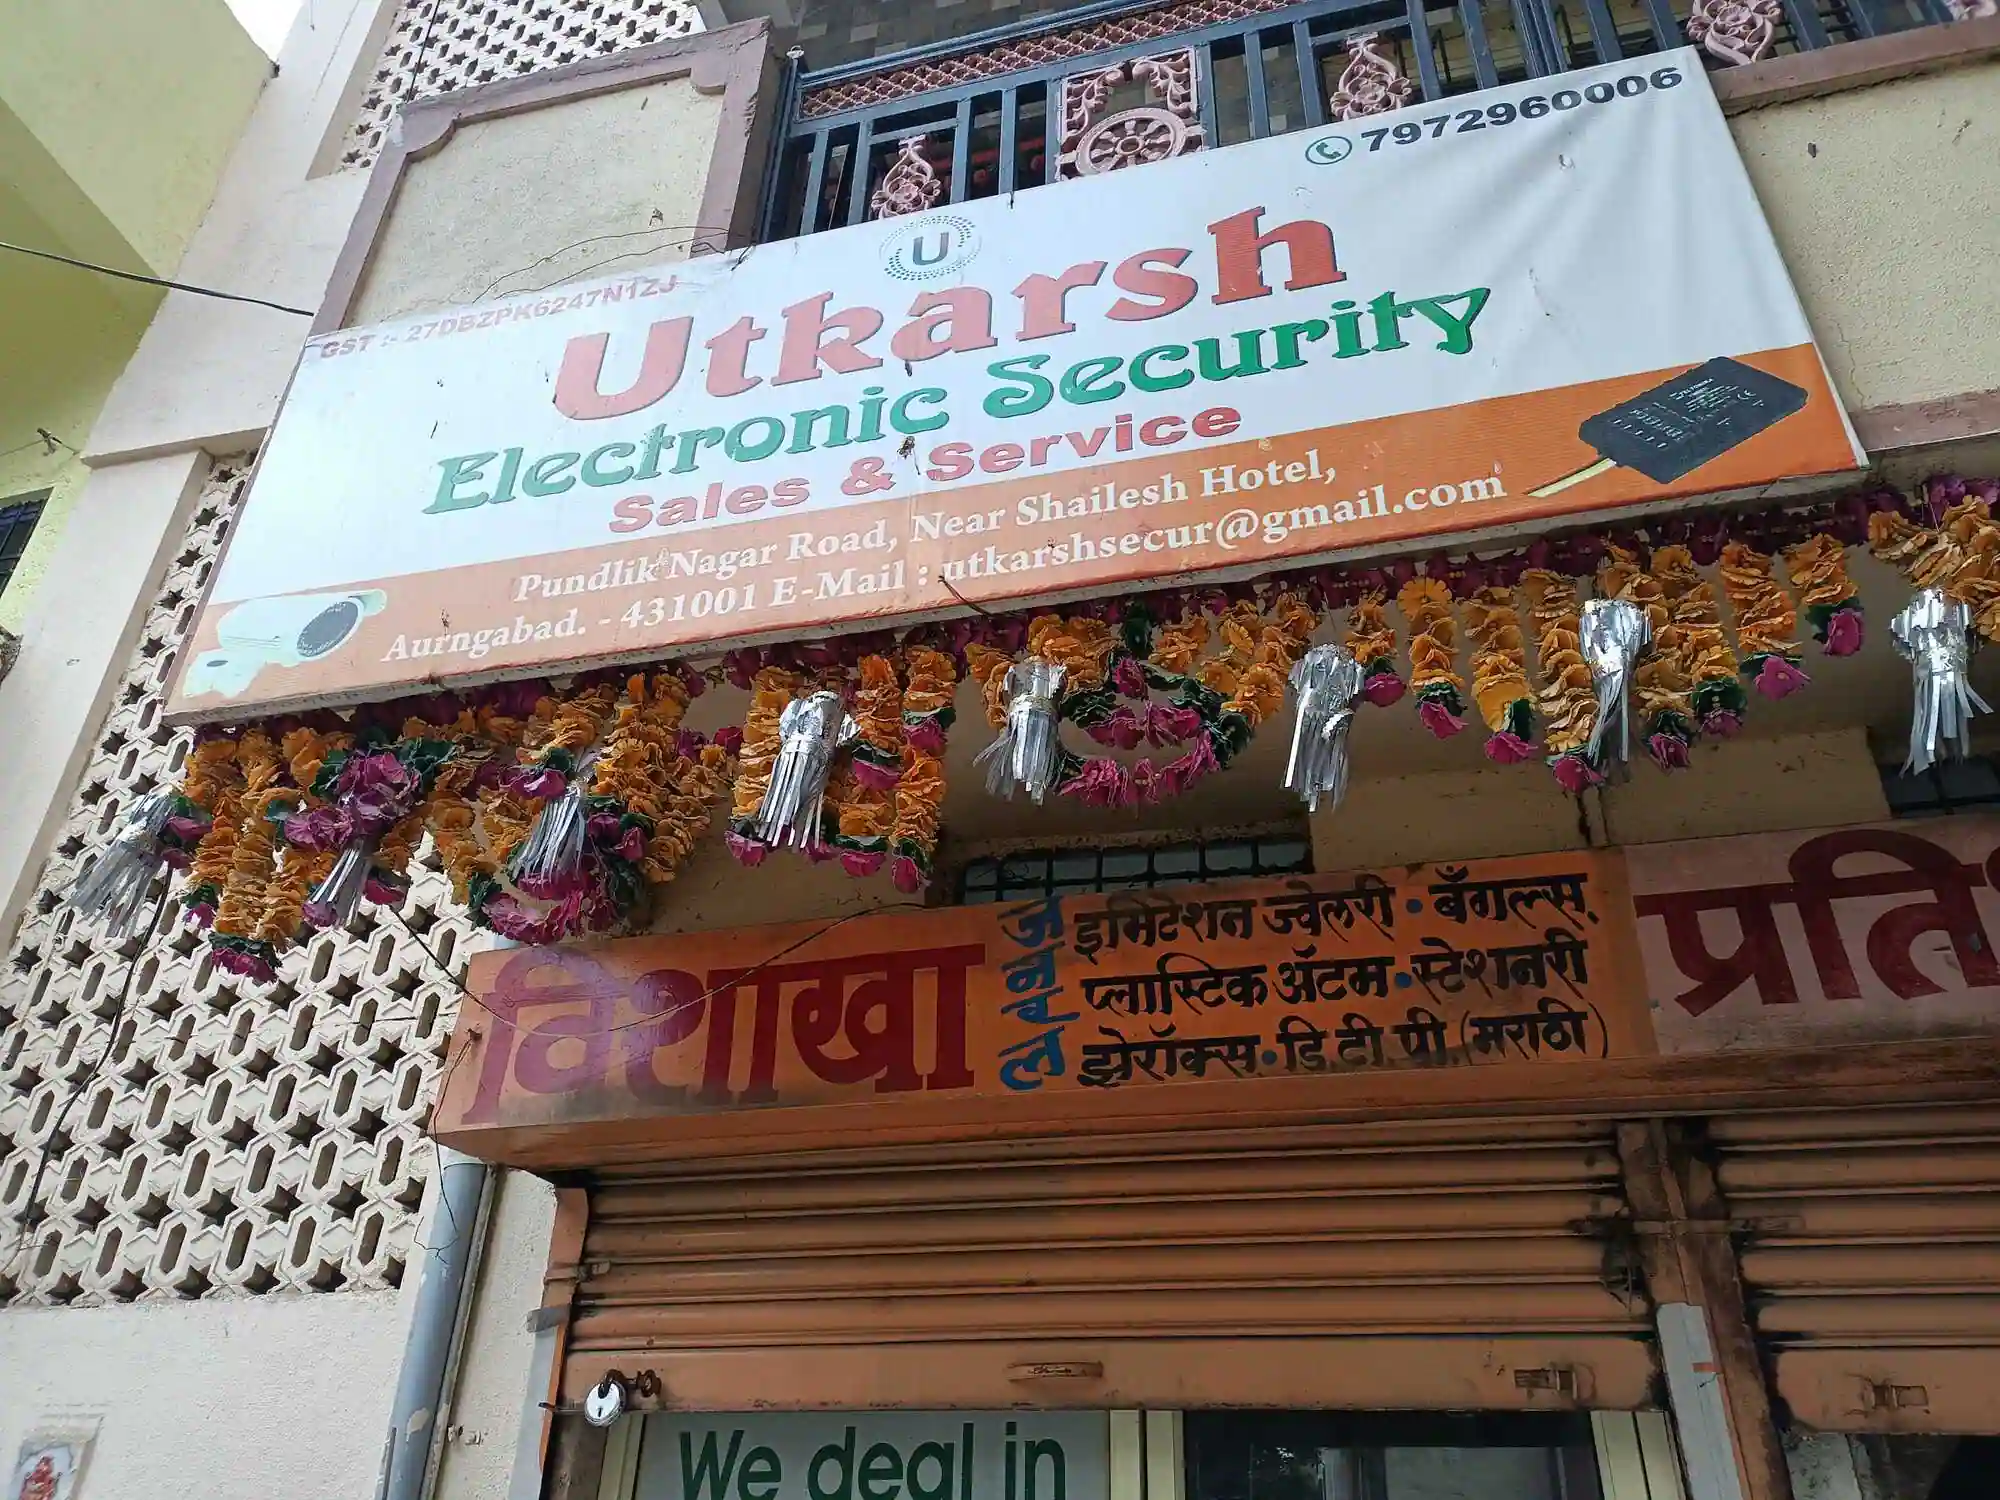 7972960006
U
GST :- 27DBZPK6247N1ZJ
Utkarsh
Electronic Security
Sales & Service
Pundlik Nagar Road, Near Shailesh Hotel,
Aurngabad. - 431001 E-Mail : utkarshsecur@gmail.com
विशाखा
इमिटेशन ज्वेलरी • बँगल्स.
प्लास्टिक ॲटम • स्टेशनरी
झेरॉक्स • डि.टी.पी. (मराठी)
प्रति
We deal in